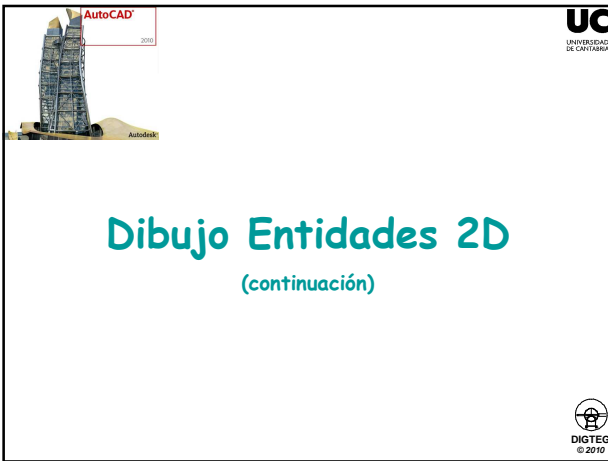 AutoCAD
2010
Autodesk
UC
UNIVERSIDAD
DE CANTABRIA
Dibujo Entidades 2D
(continuación)
DIGTEG
© 2010